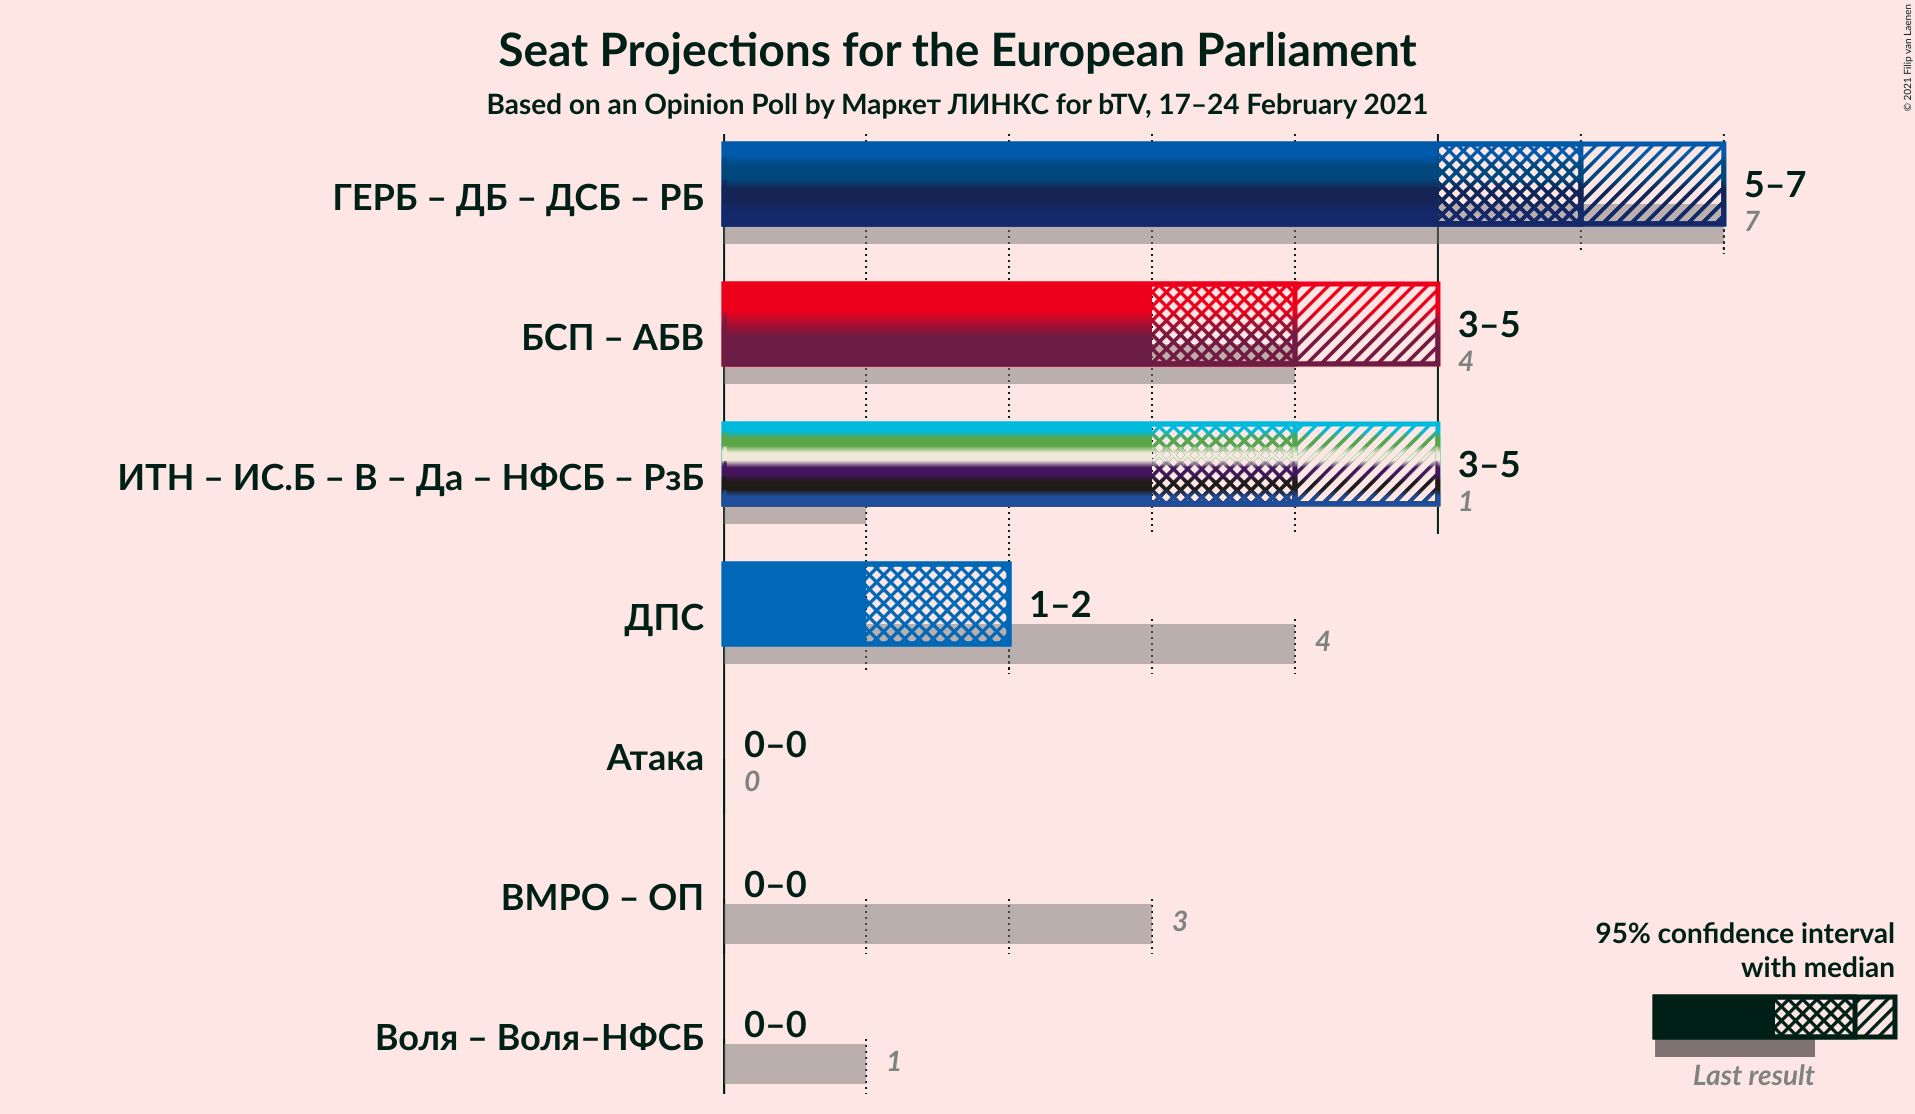 Seat Projections for the European Parliament
Based on an Opinion Poll by Маркет ЛИНКС for bTV, 17–24 February 2021
© 2021 Filip van Laenen
ГЕРБ – ДБ – ДСБ – РБ
5–7
7
БСП – АБВ
3–5
4
ИТН – ИС.Б – В – Да – НФСБ – РзБ
3–5
1
ДПС
1–2
4
Атака
0–0
0
ВМРО – ОП
0–0
3
Воля – Воля–НФСБ
0–0
1
95% confidence interval
with median
Last result